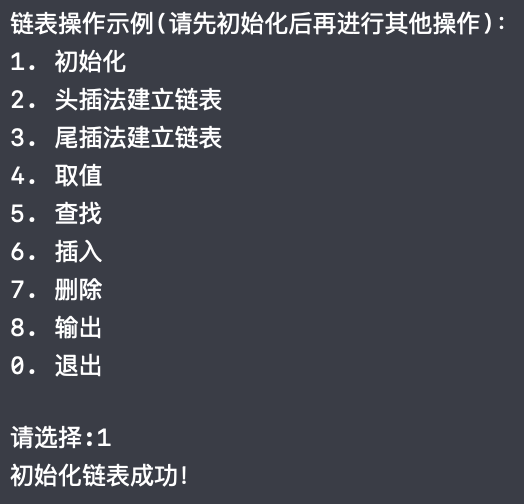 链表操作示例(请先初始化后再进行其他操作):
1. 初始化
2. 头插法建立链表
3. 尾插法建立链表
4. 取值
5. 查找
6. 插入
7. 删除
8. 输出
0. 退出
请选择:1
初始化链表成功!